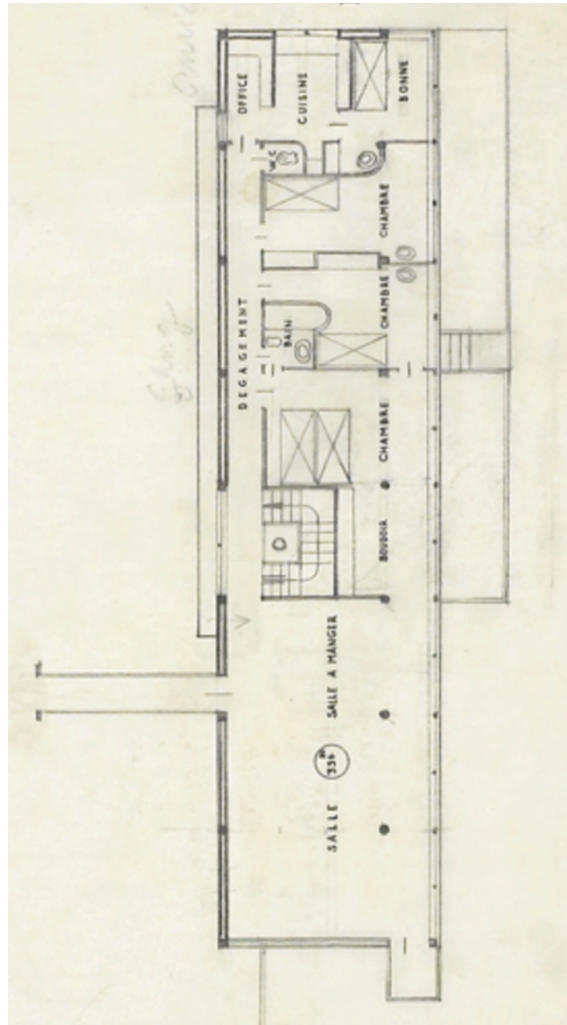 OFFICE
CUISINE
BONNE
W.C
CHAMBRE
CHAMBRE
DEGAGEMENT
BAIN
CHAMBRE
BOUDOIR
SALLE A MANGER
SALLE